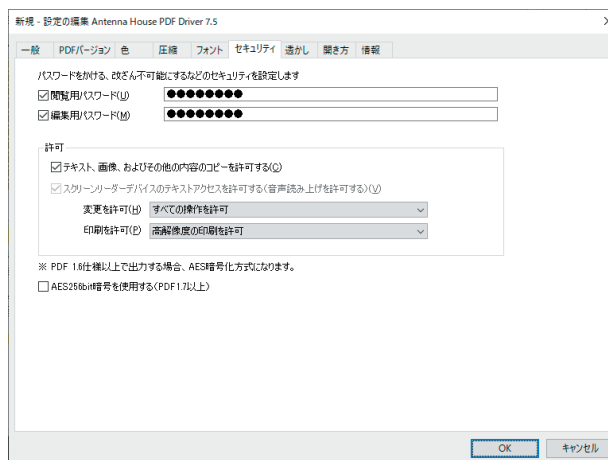 新規 - 設定の編集 Antenna House PDF Driver 7.5
一般 PDFバージョン 色 圧縮 フォント セキュリティ 透かし 開き方 情報
パスワードをかける、改ざん不可能にするなどのセキュリティを設定します
閲覧用パスワード(U) ●●●●●●●●
編集用パスワード(M) ●●●●●●●●
許可
テキスト、画像、およびその他の内容のコピーを許可する(C)
スクリーンリーダーデバイスのテキストアクセスを許可する(音声読み上げを許可する)(V)
変更を許可(H) すべての操作を許可
印刷を許可(P) 高解像度の印刷を許可
※ PDF 1.6仕様以上で出力する場合、AES暗号化方式になります。
AES256bit暗号を使用する(PDF1.7以上)
OK キャンセル